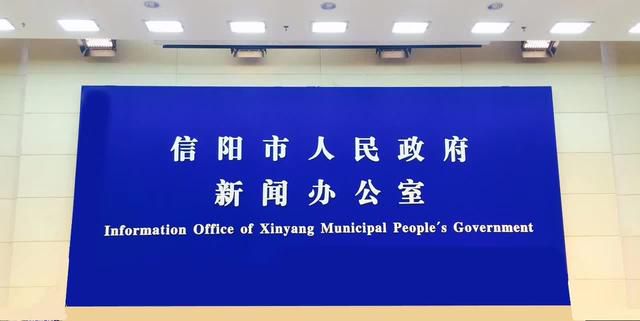 信阳市人民政府
新闻办公室
Information Office of Xinyang Municipal People's Government